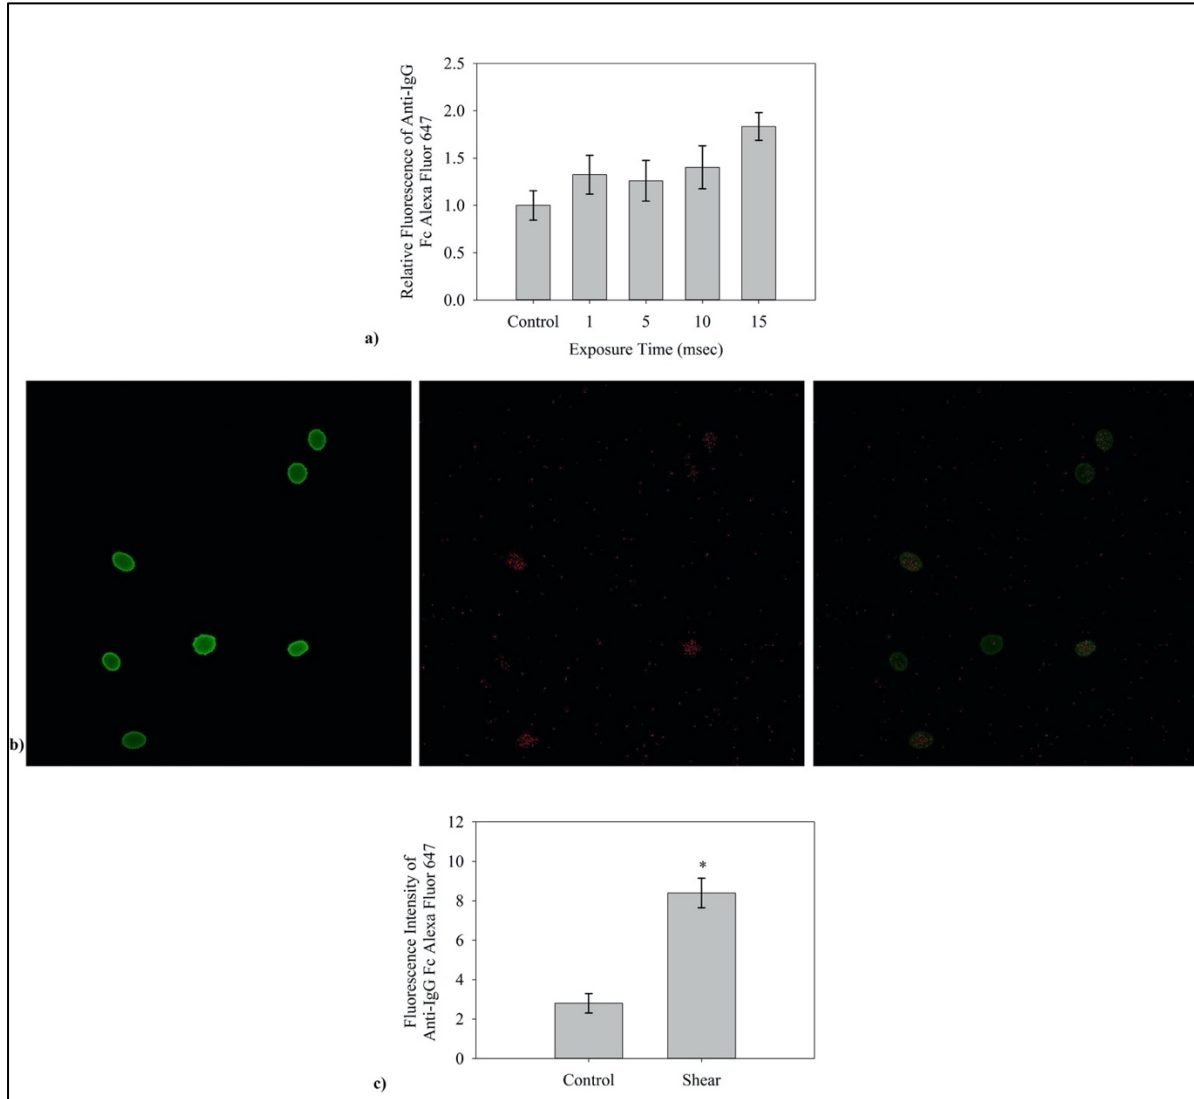 Relative Fluorescence of Anti-IgG
Fc Alexa Fluor 647
2.5
2.0
1.5
1.0
0.5
0.0
Control 1 5 10 15
Exposure Time (msec)
a)
b)
Fluorescence Intensity of
Anti-IgG Fc Alexa Fluor 647
12
10
8
6
4
2
0
*
Control Shear
c)